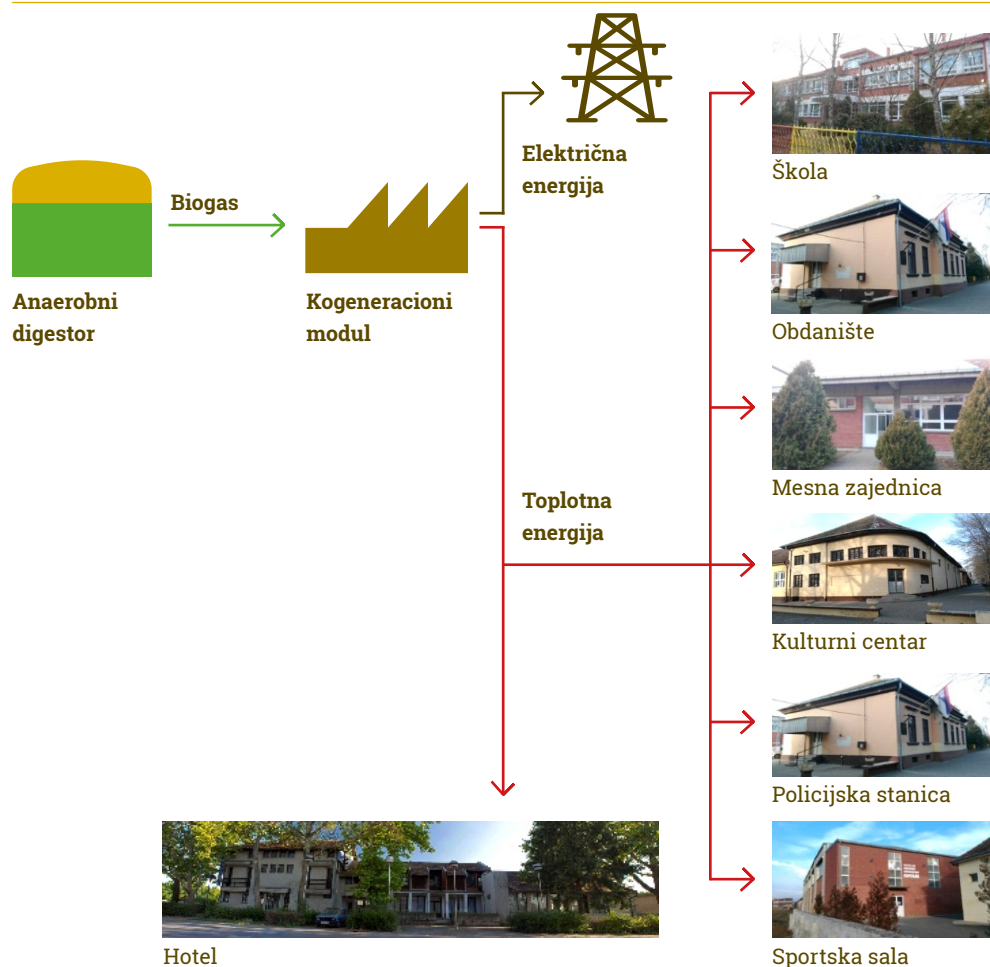 Biogas
Anaerobni
digestor
Kogeneracioni
modul
Električna
energija
Toplotna
energija
Škola
Obdanište
Mesna zajednica
Kulturni centar
Policijska stanica
Sportska sala
Hotel